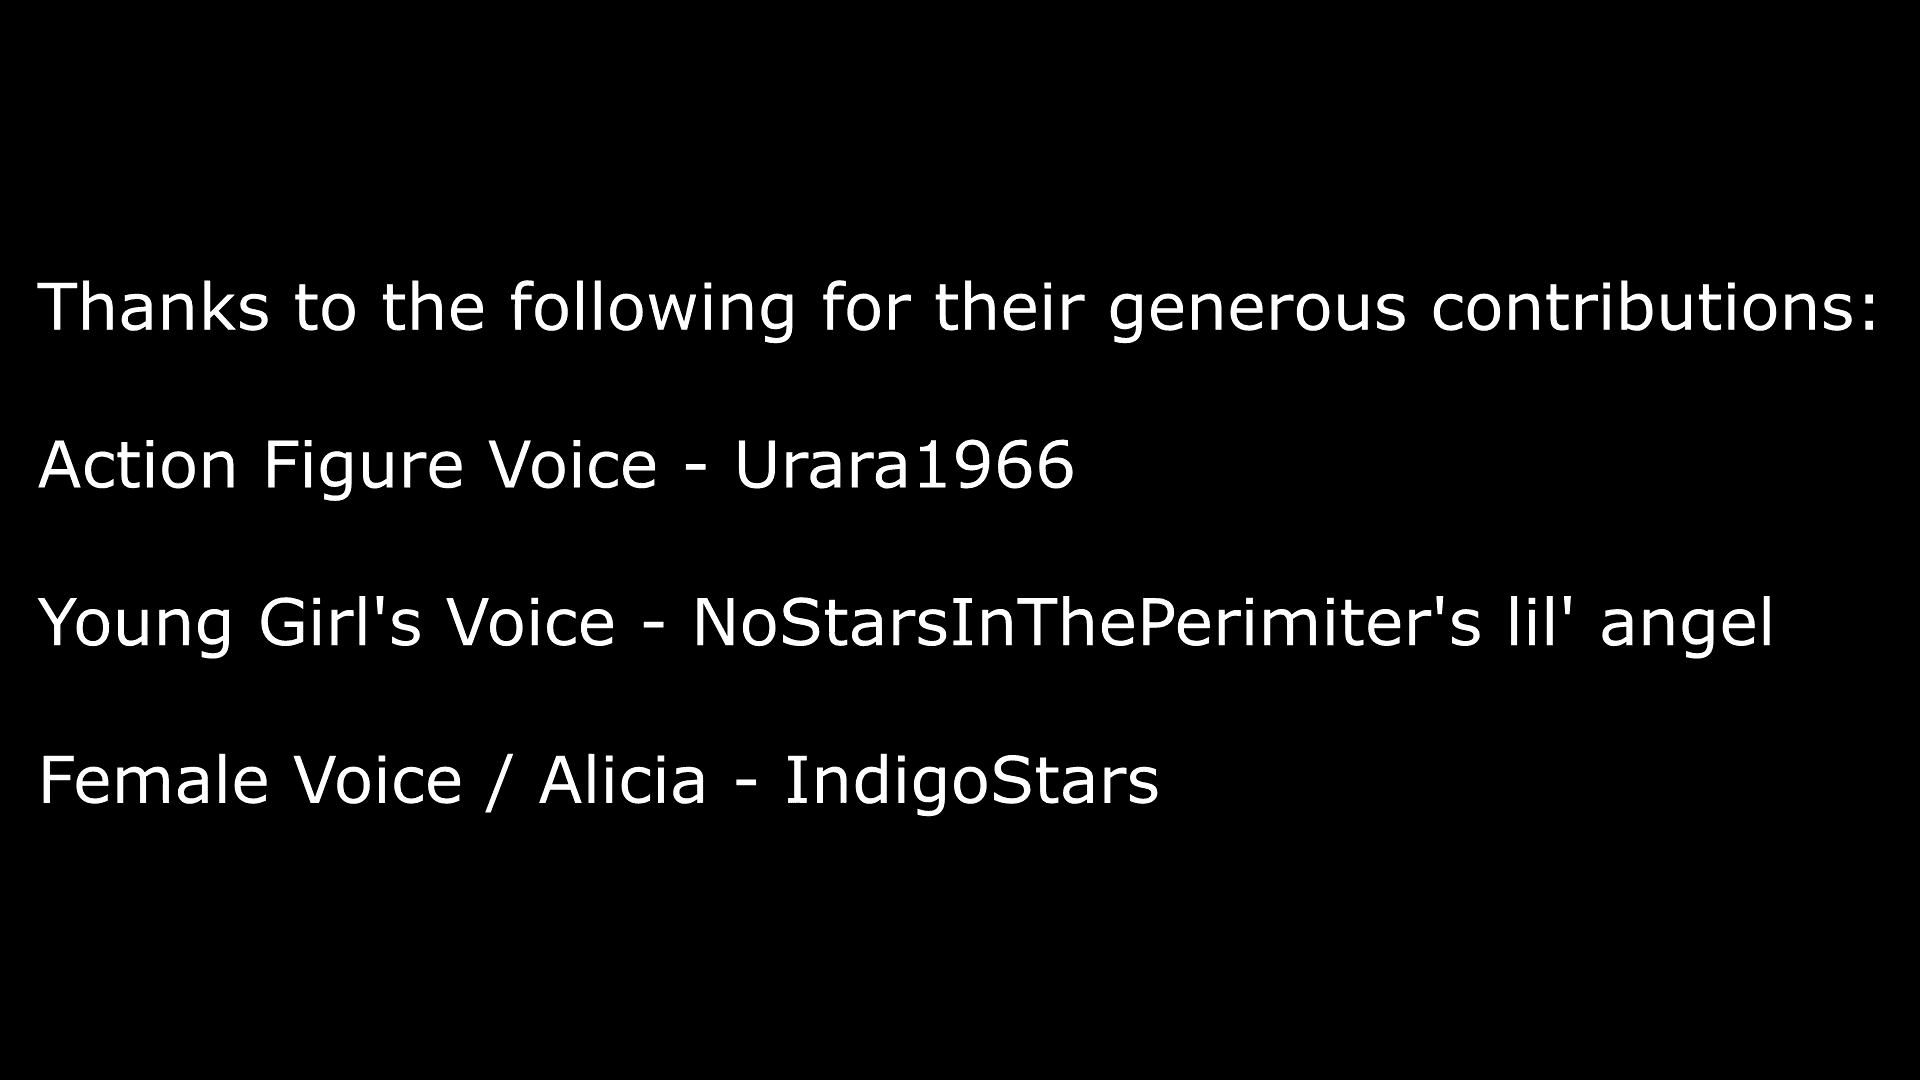 Thanks to the following for their generous contributions:
Action Figure Voice - Urara1966
Young Girl's Voice - NoStarsInThePerimiter's lil' angel
Female Voice / Alicia - IndigoStars